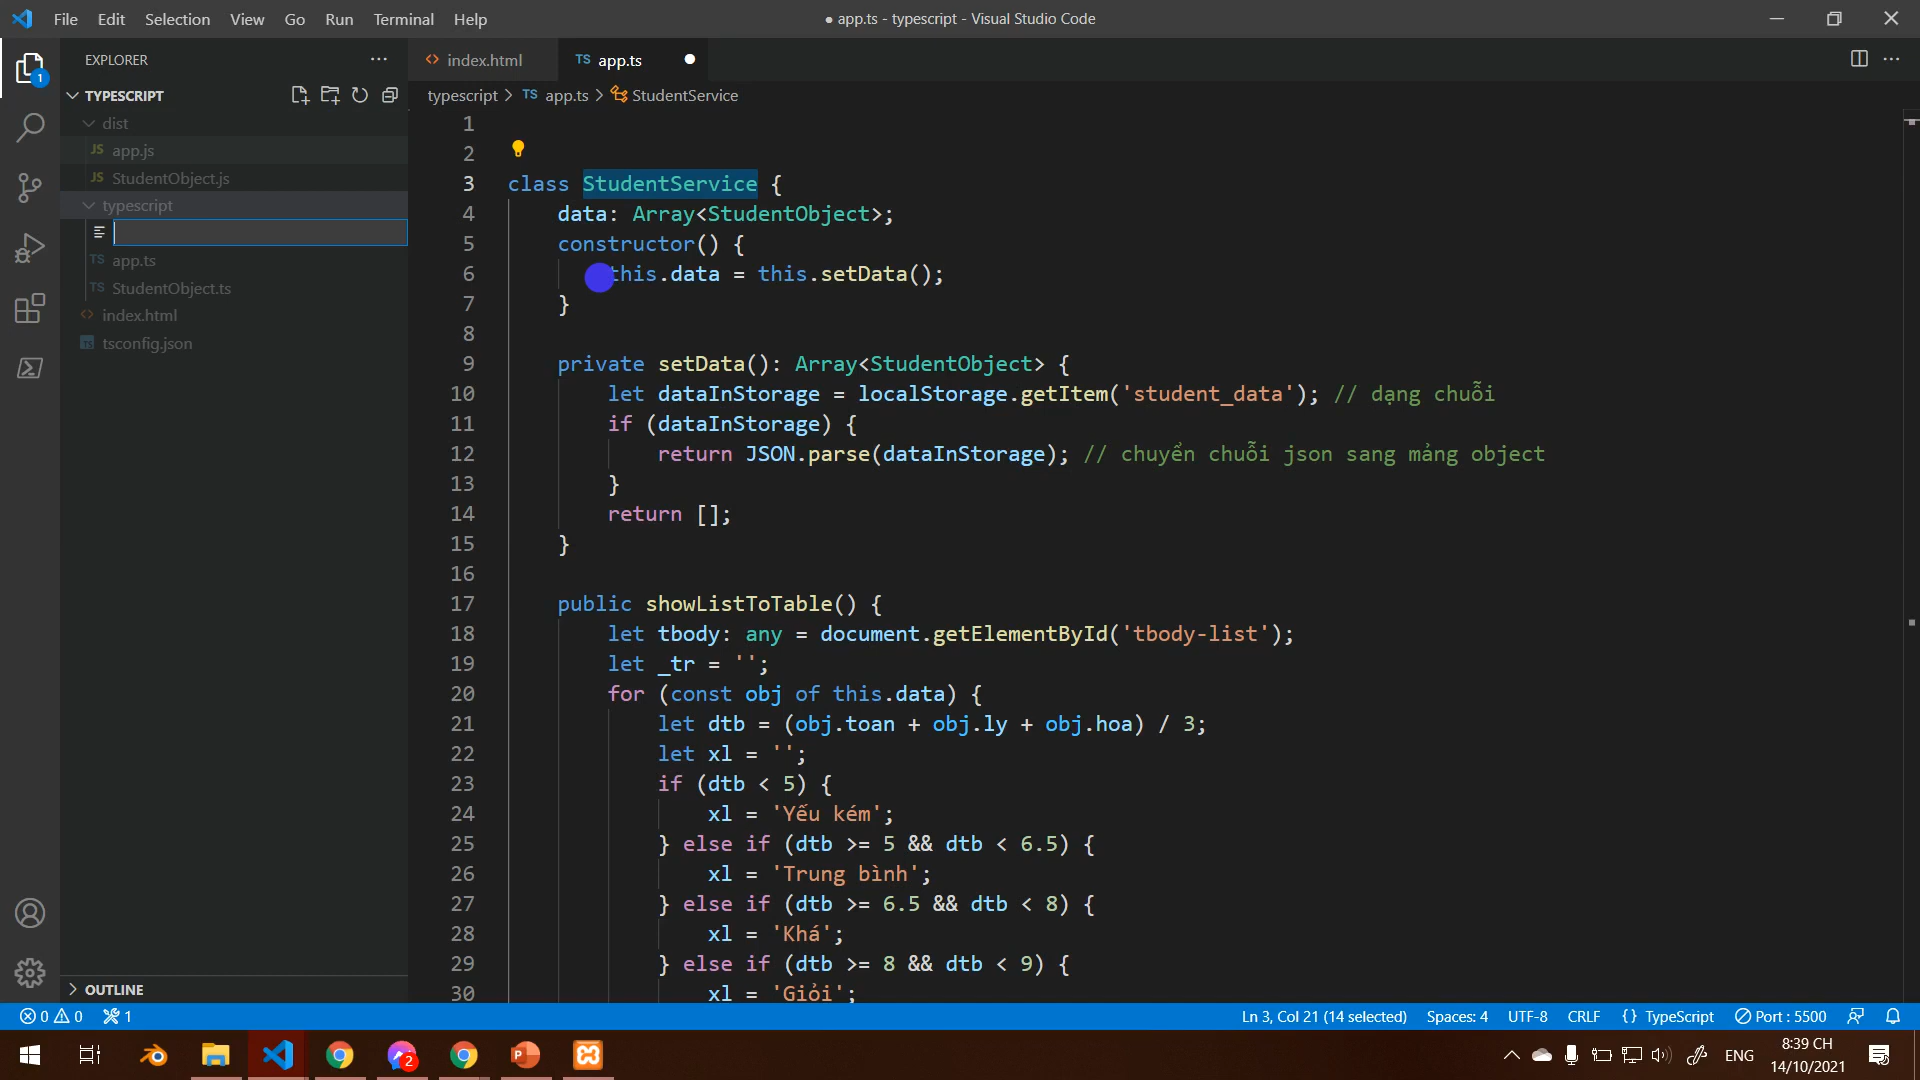 File Edit Selection View Go Run Terminal Help
● app.ts - typescript - Visual Studio Code
EXPLORER
TYPESCRIPT
dist
JS app.js
JS StudentObject.js
typescript
TS app.ts
TS StudentObject.ts
index.html
tsconfig.json
OUTLINE
index.html
TS app.ts
typescript > TS app.ts > StudentService
1
2
3 class StudentService {
4 data: Array<StudentObject>;
5 constructor() {
6 this.data = this.setData();
7 }
8
9 private setData(): Array<StudentObject> {
10 let dataInStorage = localStorage.getItem('student_data'); // dạng chuỗi
11 if (dataInStorage) {
12 return JSON.parse(dataInStorage); // chuyển chuỗi json sang mảng object
13 }
14 return [];
15 }
16
17 public showListToTable() {
18 let tbody: any = document.getElementById('tbody-list');
19 let _tr = '';
20 for (const obj of this.data) {
21 let dtb = (obj.toan + obj.ly + obj.hoa) / 3;
22 let xl = '';
23 if (dtb < 5) {
24 xl = 'Yếu kém';
25 } else if (dtb >= 5 && dtb < 6.5) {
26 xl = 'Trung bình';
27 } else if (dtb >= 6.5 && dtb < 8) {
28 xl = 'Khá';
29 } else if (dtb >= 8 && dtb < 9) {
30 xl = 'Giỏi';
0 0 1
Ln 3, Col 21 (14 selected) Spaces: 4 UTF-8 CRLF {} TypeScript Port : 5500
1
2
ENG
8:39 CH
14/10/2021